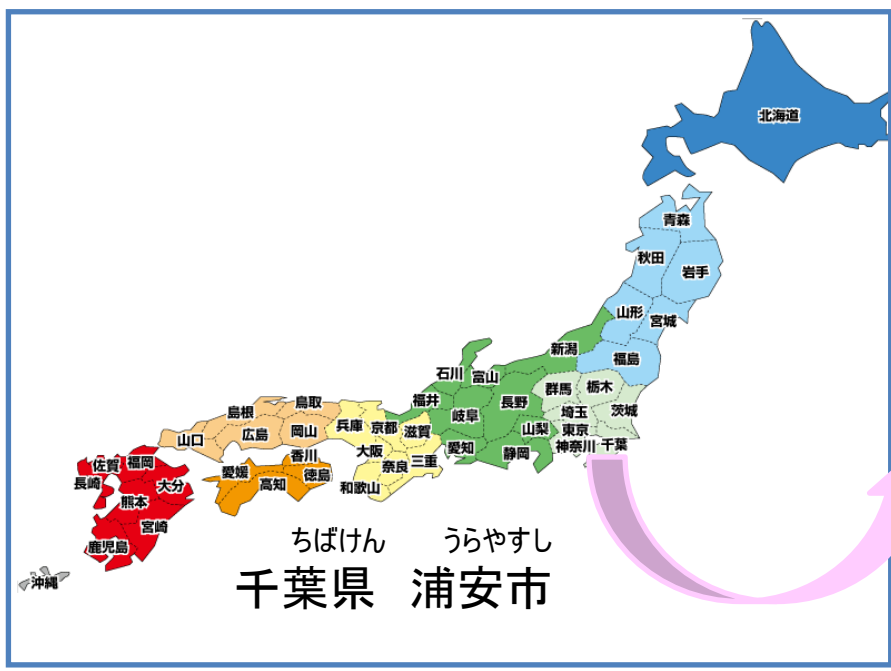 北海道
青森
秋田
岩手
山形
宮城
新潟
福島
石川
富山
群馬
栃木
福井
岐阜
長野
埼玉
茨城
東京
山梨
神奈川
千葉
愛知
静岡
鳥取
島根
兵庫
京都
滋賀
山口
広島
岡山
大阪
奈良
三重
和歌山
香川
愛媛
徳島
高知
佐賀
福岡
長崎
大分
熊本
宮崎
鹿児島
沖縄
ちばけん うらやすし
千葉県 浦安市